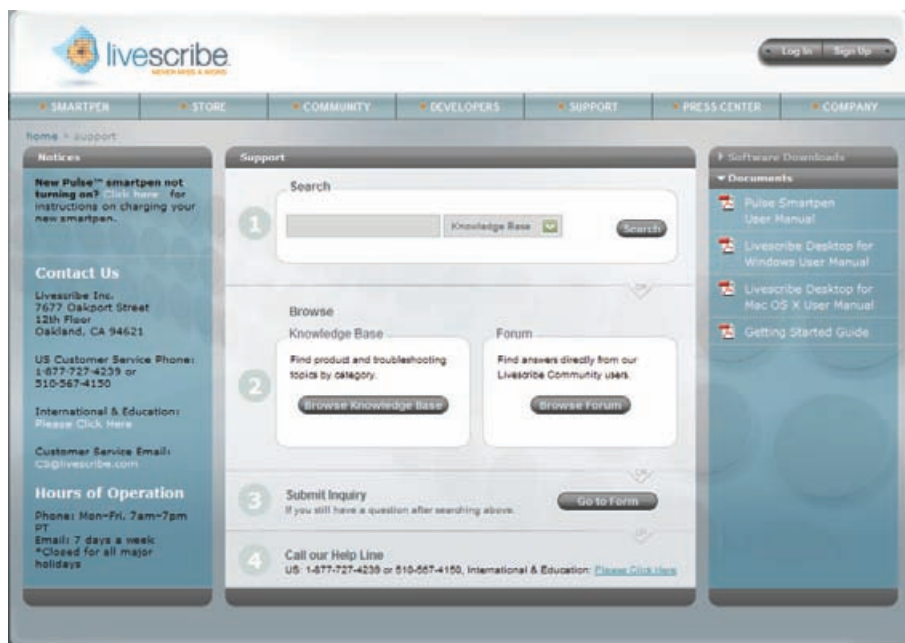 livescribe
NEVER MISS A WORD
Log In
Sign Up
SMARTPEN
STORE
COMMUNITY
DEVELOPERS
SUPPORT
PRESS CENTER
COMPANY
home > support
Notices
New Pulse™ smartpen not
turning on? Click here for
instructions on charging your
new smartpen.
Contact Us
Livescribe Inc.
7677 Oakport Street
12th Floor
Oakland, CA 94621
US Customer Service Phone:
1-877-727-4239 or
510-567-4150
International & Education:
Please Click Here
Customer Service Email:
CS@livescribe.com
Hours of Operation
Phone: Mon-Fri, 7am-7pm
PT
Email: 7 days a week
*Closed for all major
holidays
Support
1
Search
Knowledge Base
Search
OR
2
Browse
Knowledge Base
Find product and troubleshooting
topics by category.
Browse Knowledge Base
Forum
Find answers directly from our
Livescribe Community users.
Browse Forum
OR
3
Submit Inquiry
If you still have a question after searching above.
Go to Form
OR
4
Call our Help Line
US: 1-877-727-4239 or 510-567-4150, International & Education: Please Click Here
Software Downloads
Documents
Pulse Smartpen
User Manual
Livescribe Desktop for
Windows User Manual
Livescribe Desktop for
Mac OS X User Manual
Getting Started Guide